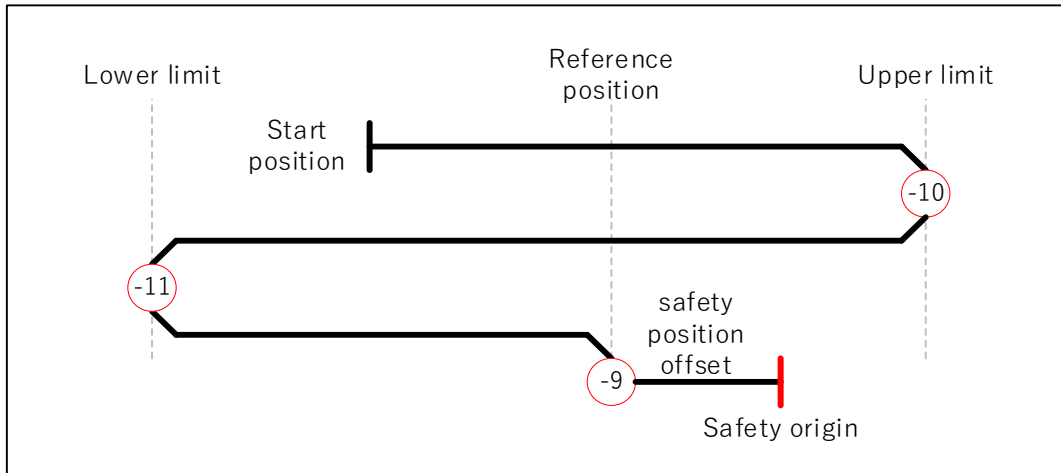 Lower limit
Reference
position
Upper limit
Start
position
-10
-11
safety
position
offset
-9
Safety origin